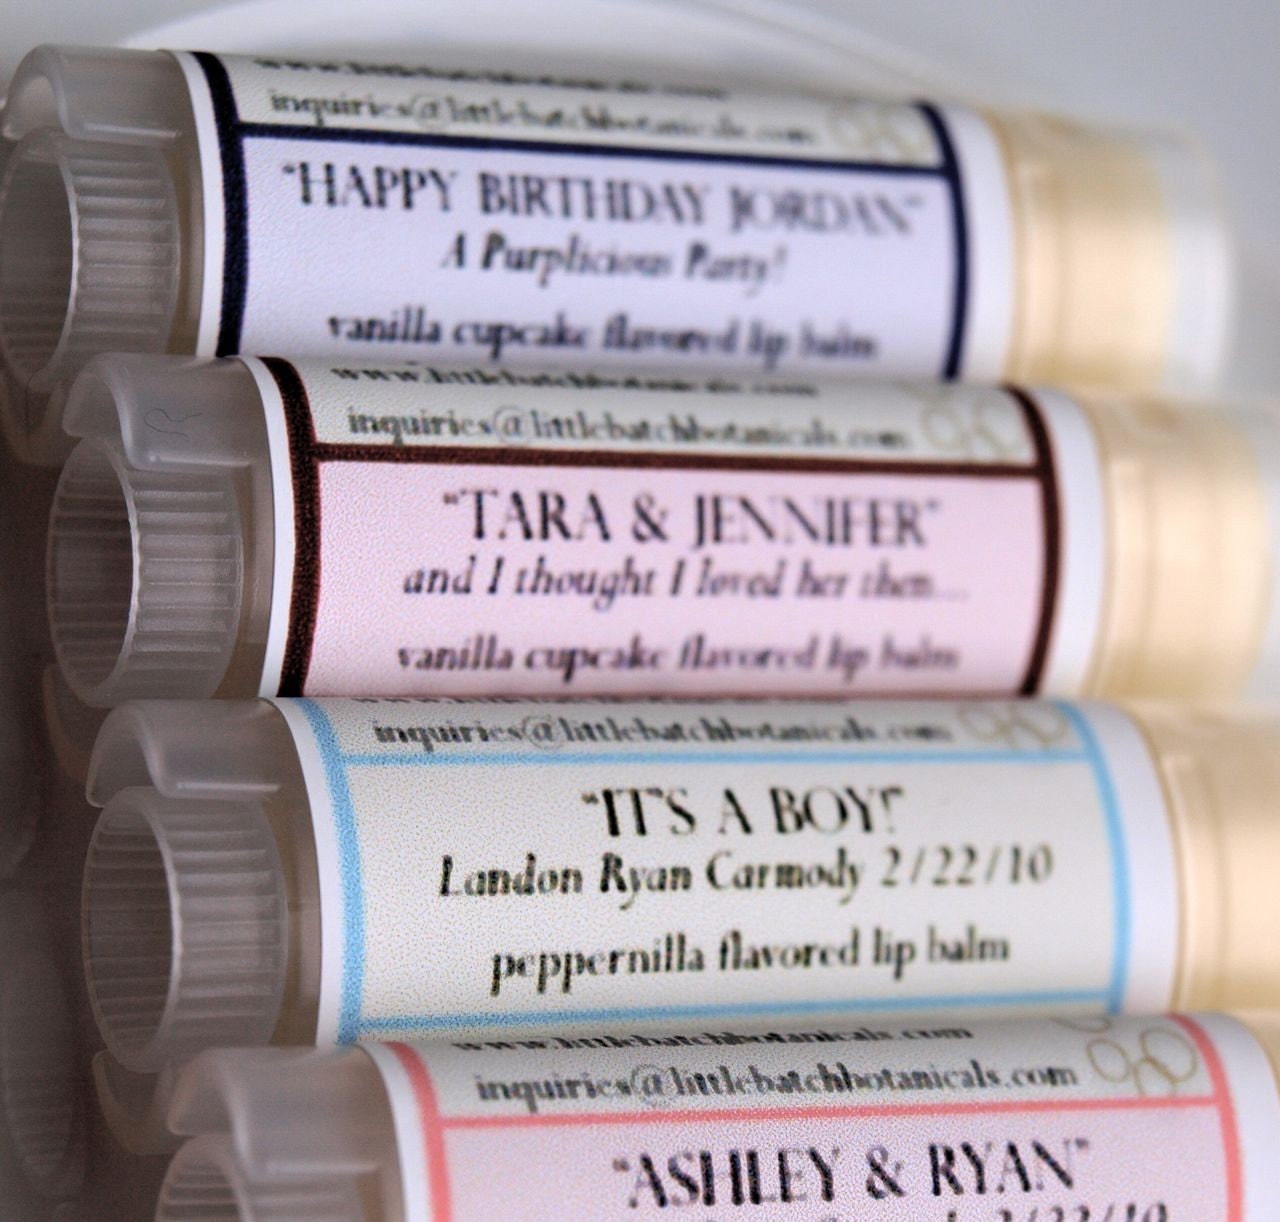 inquiries@littlebatchbotanicals.com
"HAPPY BIRTHDAY JORDAN"
A Purplicious Party!
vanilla cupcake flavored lip balm
www.littlebatchbotanicals.com
inquiries@littlebatchbotanicals.com
"TARA & JENNIFER"
and I thought I loved her then....
vanilla cupcake flavored lip balm
inquiries@littlebatchbotanicals.com
"IT'S A BOY!"
Landon Ryan Carmody 2/22/10
peppernilla flavored lip balm
www.littlebatchbotanicals.com
inquiries@littlebatchbotanicals.com
"ASHLEY & RYAN"